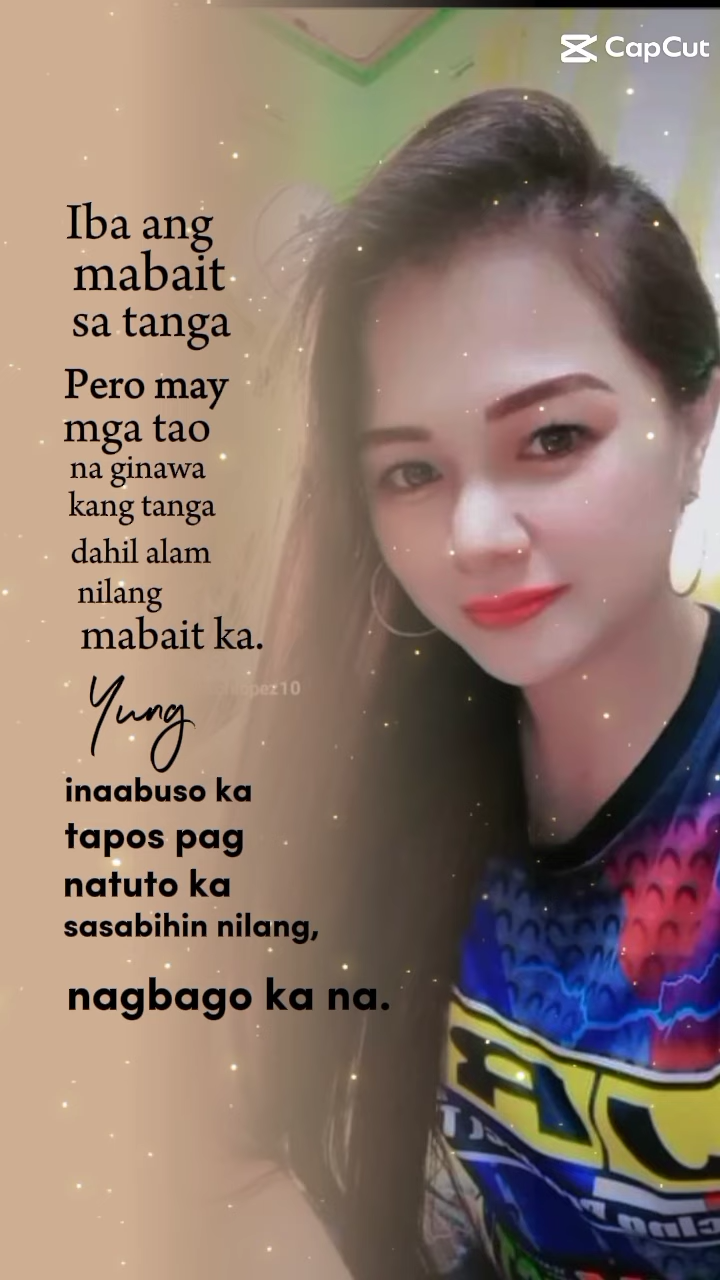 CapCut
Iba ang
mabait
sa tanga
Pero may
mga tao
na ginawa
kang tanga
dahil alam
nilang
mabait ka.
Yung
inaabuso ka
tapos pag
natuto ka
sasabihin nilang,
nagbago ka na.